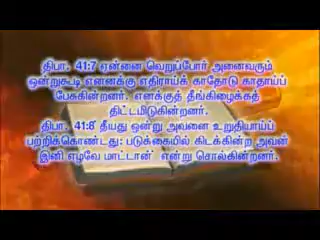 திபா. 41:7 என்னை வெறுப்போர் அனைவரும்
ஒன்றுகூடி எனனக்கு எதிராய்க் காதோடு காதாய்ப்
பேசுகின்றனர். எனக்குத் தீங்கிழைக்கத்
திட்டமிடுகின்றனர்.
திபா. 41:8 தீயது ஒன்று அவனை உறுதியாய்ப்
பற்றிக்கொண்டது: படுக்கையில் கிடக்கின்ற அவன்
இனி எழவே மாட்டான்' என்று சொல்கின்றனர்.